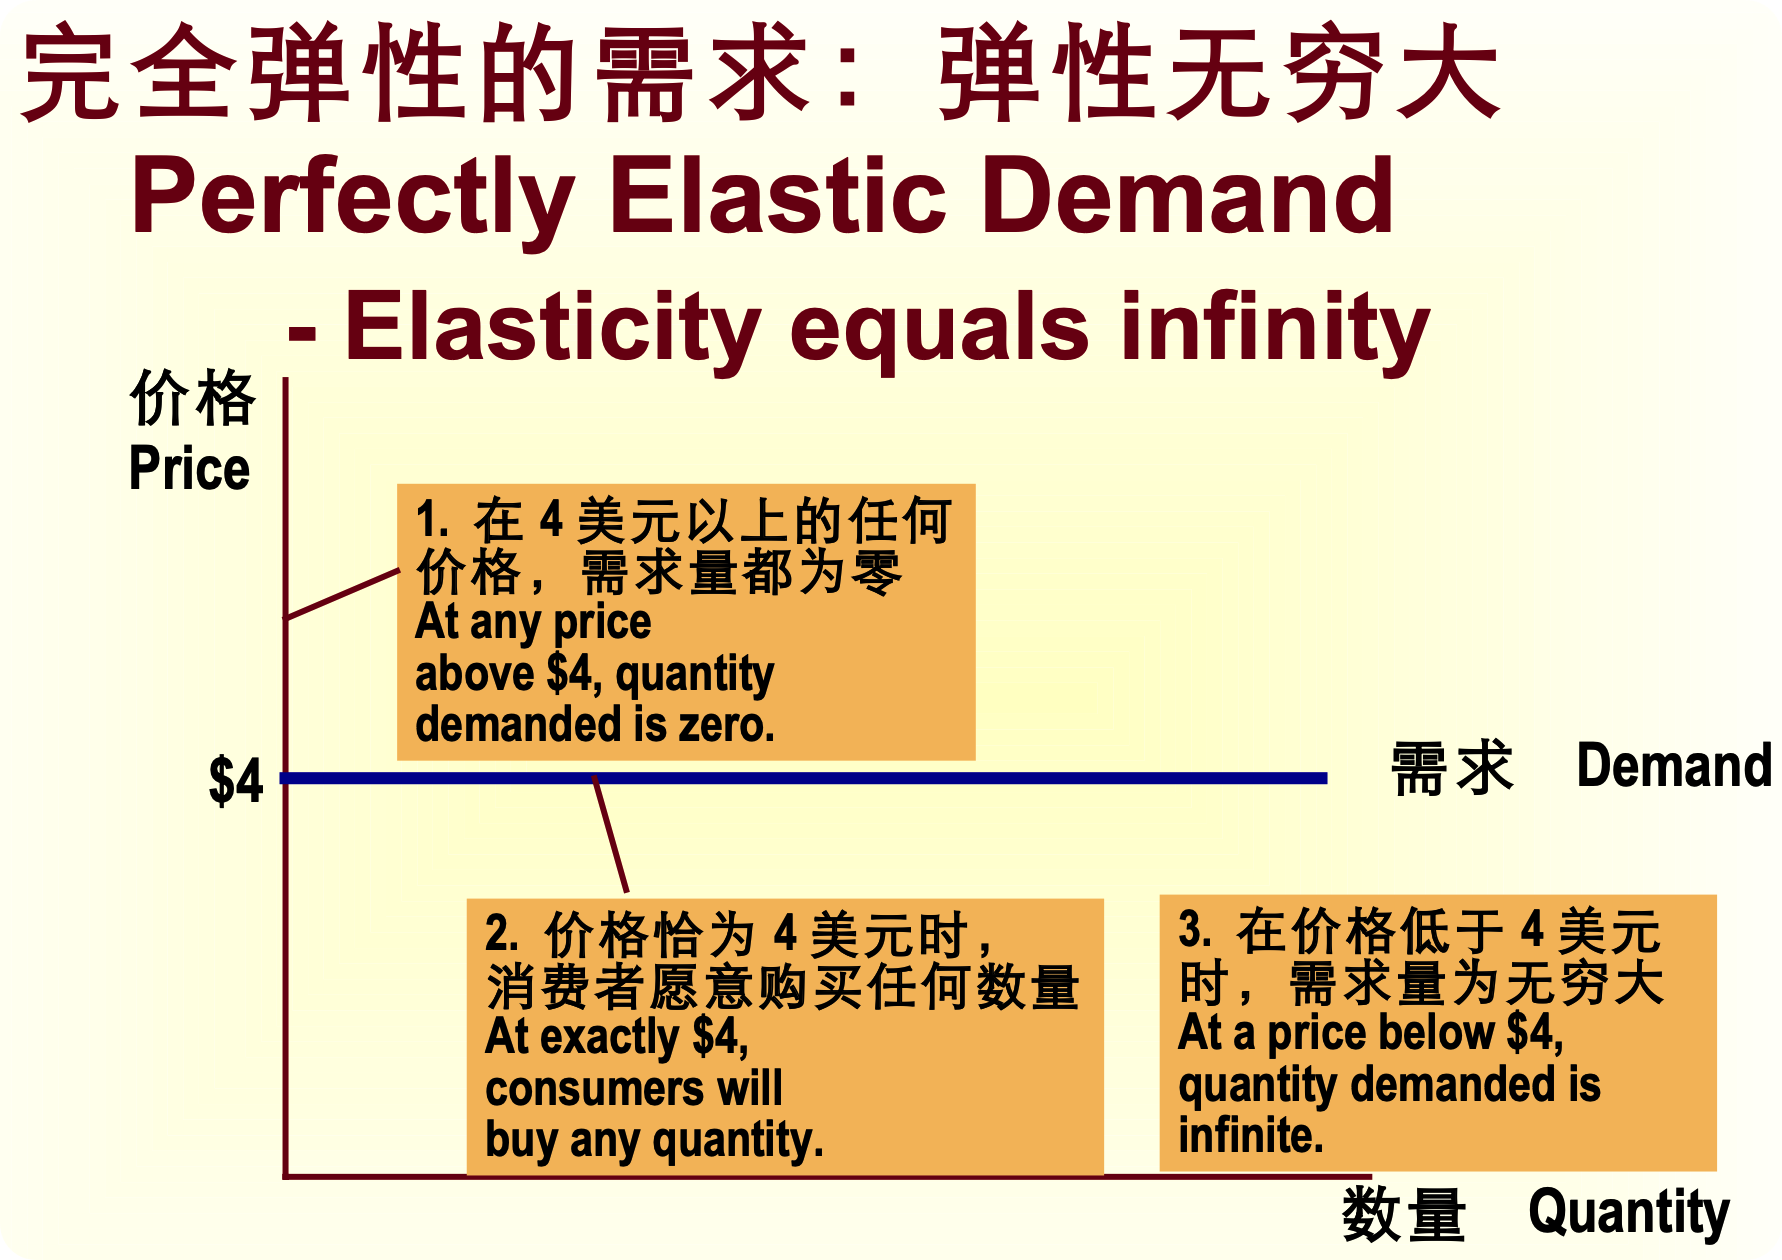 完全弹性的需求：弹性无穷大
Perfectly Elastic Demand
- Elasticity equals infinity
价格
Price
1. 在 4 美元以上的任何
价格，需求量都为零
At any price
above $4, quantity
demanded is zero.
$4
需求 Demand
2. 价格恰为 4 美元时，
消费者愿意购买任何数量
At exactly $4,
consumers will
buy any quantity.
3. 在价格低于 4 美元
时，需求量为无穷大
At a price below $4,
quantity demanded is
infinite.
数量 Quantity